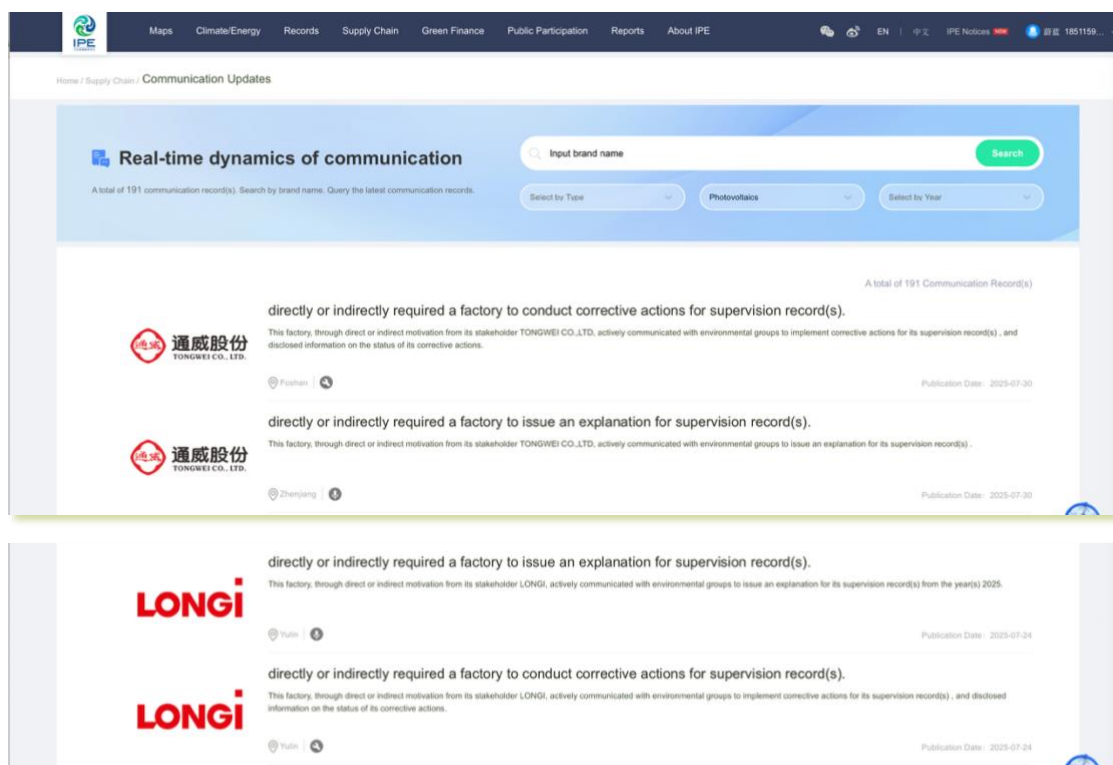 IPE
Maps Climate/Energy Records Supply Chain Green Finance Public Participation Reports About IPE
EN | 中文 IPE Notices NEW 蔚蓝 1851159...
Home / Supply Chain / Communication Updates
Real-time dynamics of communication
A total of 191 communication record(s). Search by brand name. Query the latest communication records.
Input brand name
Search
Select by Type
Photovoltaics
Select by Year
A total of 191 Communication Record(s)
directly or indirectly required a factory to conduct corrective actions for supervision record(s).
通威
通威股份
TONGWEI CO., LTD.
This factory, through direct or indirect motivation from its stakeholder TONGWEI CO.,LTD, actively communicated with environmental groups to implement corrective actions for its supervision record(s) , and
disclosed information on the status of its corrective actions.
Foshan
Publication Date: 2025-07-30
directly or indirectly required a factory to issue an explanation for supervision record(s).
通威
通威股份
TONGWEI CO., LTD.
This factory, through direct or indirect motivation from its stakeholder TONGWEI CO.,LTD, actively communicated with environmental groups to issue an explanation for its supervision record(s) .
Zhenjiang
Publication Date: 2025-07-30
directly or indirectly required a factory to issue an explanation for supervision record(s).
LONGi
This factory, through direct or indirect motivation from its stakeholder LONGI, actively communicated with environmental groups to issue an explanation for its supervision record(s) from the year(s) 2025.
Yulin
Publication Date: 2025-07-24
directly or indirectly required a factory to conduct corrective actions for supervision record(s).
LONGi
This factory, through direct or indirect motivation from its stakeholder LONGI, actively communicated with environmental groups to implement corrective actions for its supervision record(s) , and disclosed
information on the status of its corrective actions.
Yulin
Publication Date: 2025-07-24